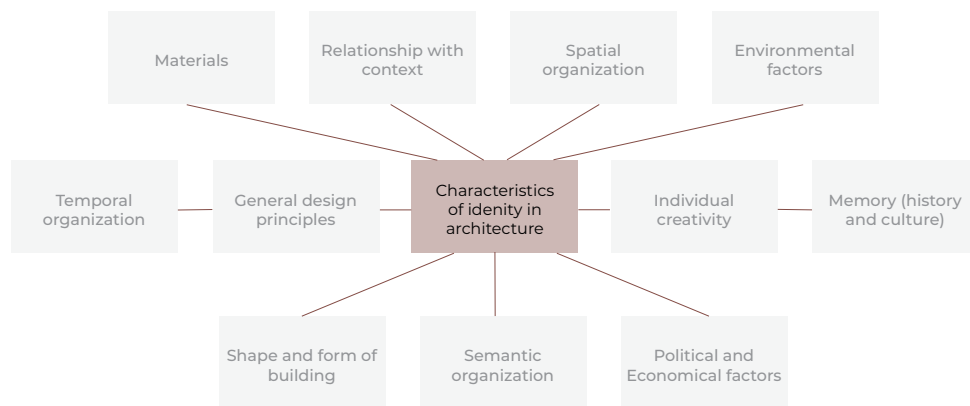 Materials
Relationship with
context
Spatial
organization
Environmental
factors
Temporal
organization
General design
principles
Characteristics
of idenity in
architecture
Individual
creativity
Memory (history
and culture)
Shape and form of
building
Semantic
organization
Political and
Economical factors